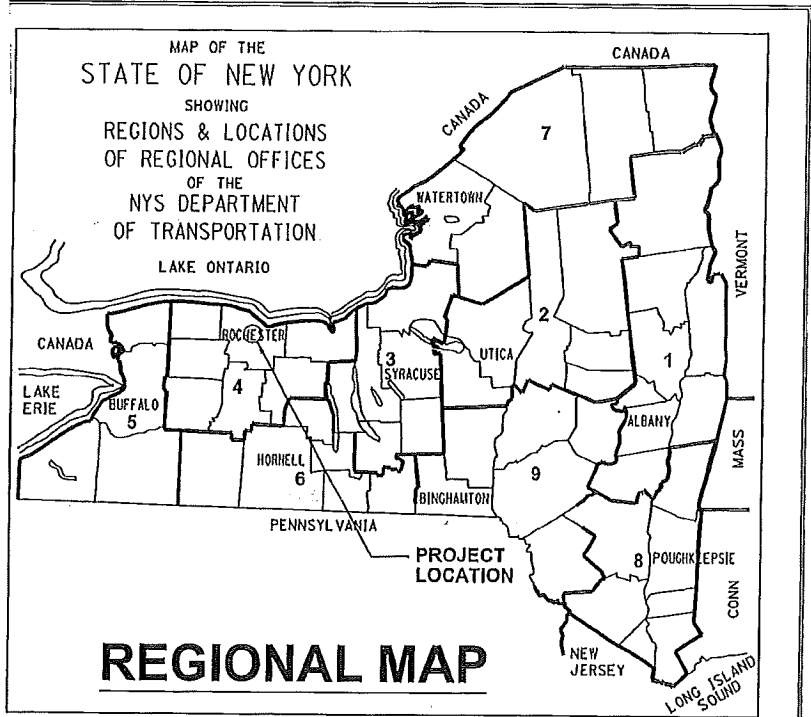 MAP OF THE
STATE OF NEW YORK
SHOWING
REGIONS & LOCATIONS
OF REGIONAL OFFICES
OF THE
NYS DEPARTMENT
OF TRANSPORTATION
LAKE ONTARIO
CANADA
CANADA
7
WATERTOWN
VERMONT
2
CANADA
ROCHESTER
3
SYRACUSE
UTICA
1
LAKE
ERIE
BUFFALO
5
4
ALBANY
MASS
HORNELL
6
BINGHAMTON
9
PENNSYLVANIA
PROJECT
LOCATION
8
POUGHKEEPSIE
CONN
REGIONAL MAP
NEW
JERSEY
LONG ISLAND
SOUND